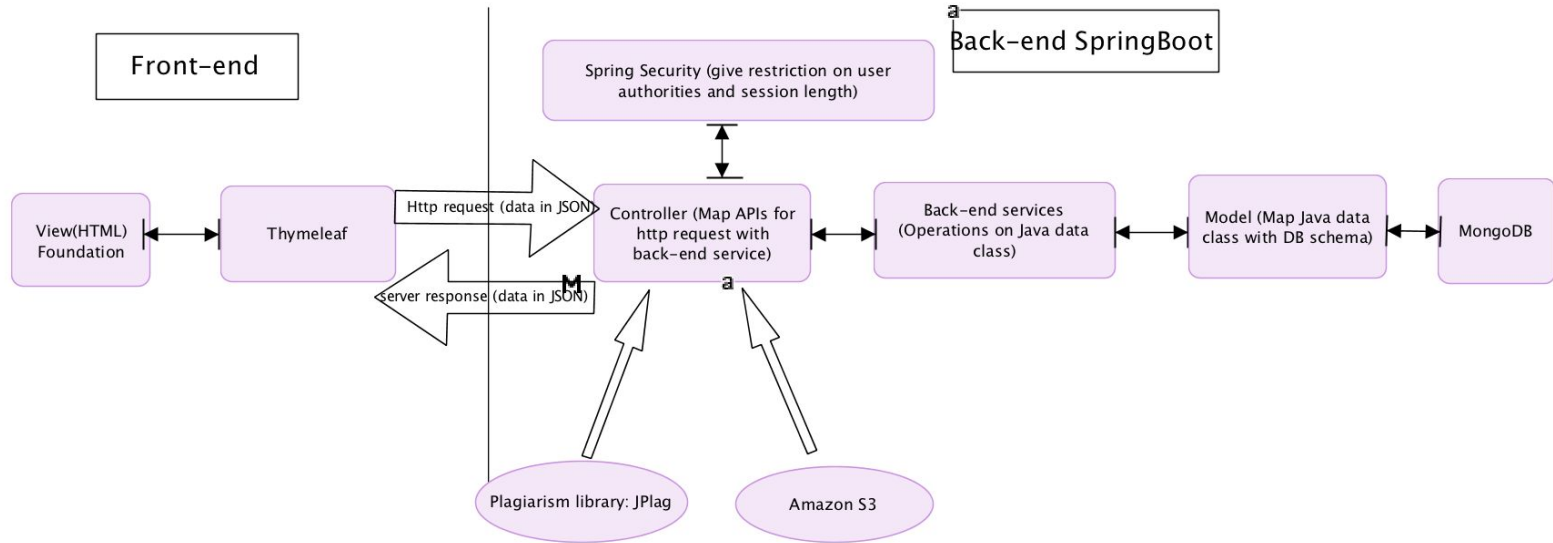 a
Front-end
Back-end SpringBoot
Spring Security (give restriction on user
authorities and session length)
View(HTML)
Foundation
Thymeleaf
Http request (data in JSON)
Controller (Map APIs for
http request with
back-end service)
Back-end services
(Operations on Java data
class)
Model (Map Java data
class with DB schema)
MongoDB
server response (data in JSON)
M
a
Plagiarism library: JPlag
Amazon S3